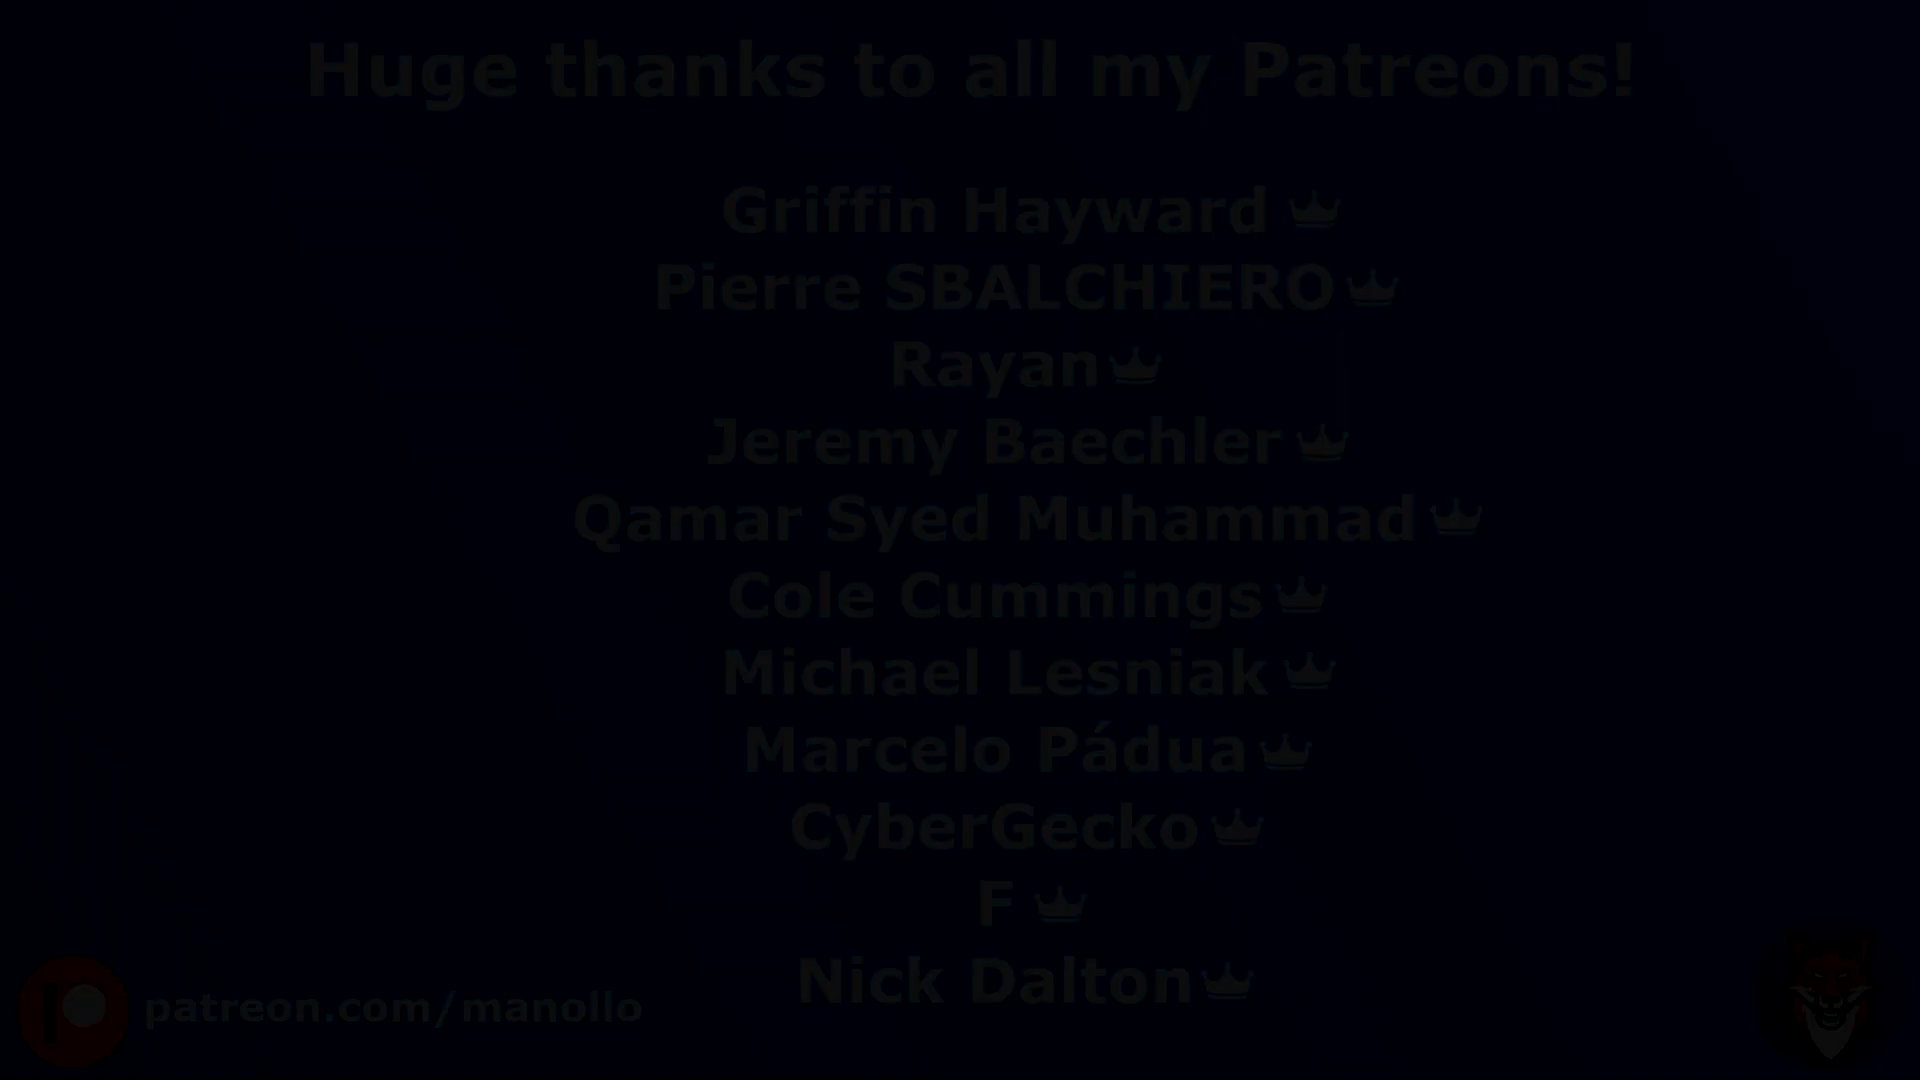 Huge thanks to all my Patreons!
Griffin Hayward
Pierre SBALCHIERO
Rayan
Jeremy Baechler
Qamar Syed Muhammad
Cole Cummings
Michael Lesniak
Marcelo Pádua
CyberGecko
F
Nick Dalton
patreon.com/manollo